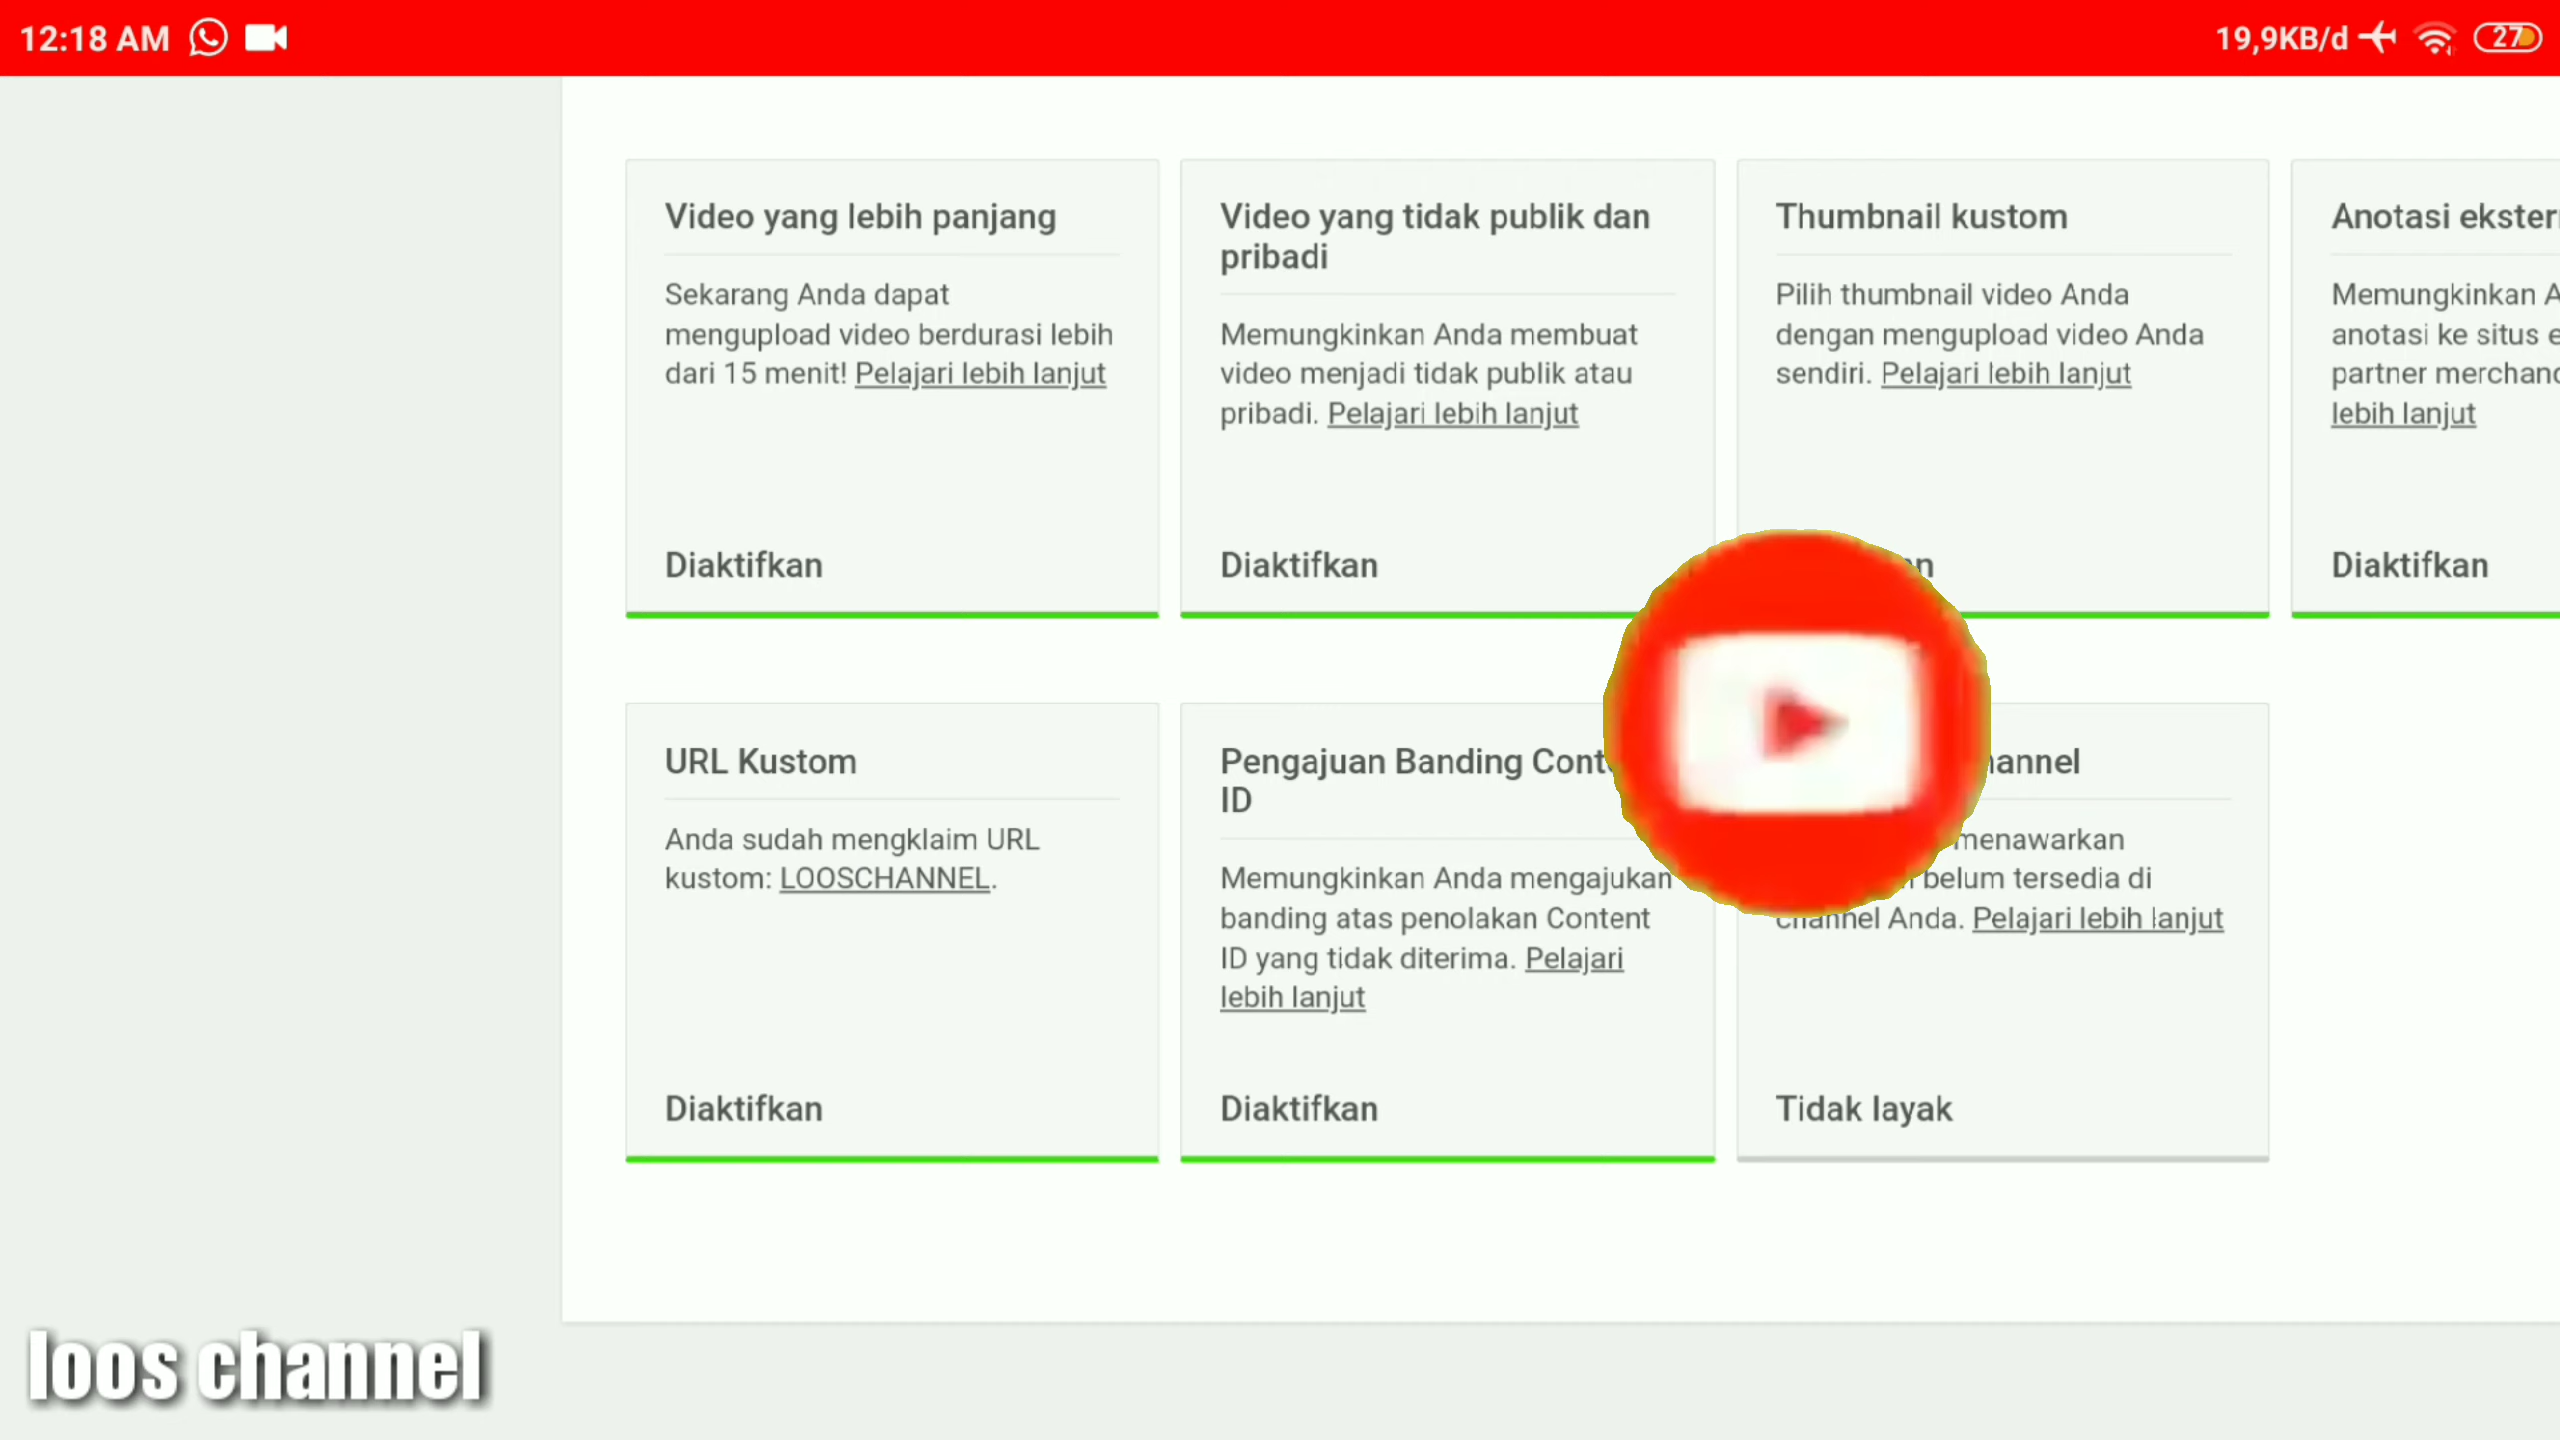 12:18 AM
19,9KB/d
27
Video yang lebih panjang
Sekarang Anda dapat
mengupload video berdurasi lebih
dari 15 menit! Pelajari lebih lanjut
Diaktifkan
Video yang tidak publik dan
pribadi
Memungkinkan Anda membuat
video menjadi tidak publik atau
pribadi. Pelajari lebih lanjut
Diaktifkan
Thumbnail kustom
Pilih thumbnail video Anda
dengan mengupload video Anda
sendiri. Pelajari lebih lanjut
Anotasi
Memungkinkan
anotasi ke situs
partner
lebih lanjut
Diaktifkan
URL Kustom
Anda sudah mengklaim URL
kustom: LOOSCHANNEL.
Diaktifkan
Pengajuan Banding
ID
Memungkinkan Anda mengajukan
banding atas penolakan Content
ID yang tidak diterima. Pelajari
lebih lanjut
Diaktifkan
menawarkan
belum tersedia di
channel Anda. Pelajari lebih lanjut
Tidak layak
loos channel